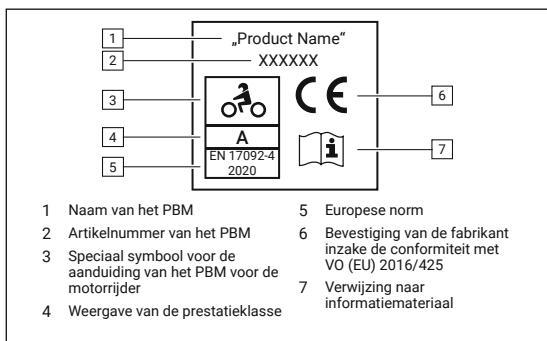 1
„Product Name“
2
XXXXXX
3
CE
6
4
A
7
5
EN 17092-4
2020
1 Naam van het PBM
2 Artikelnummer van het PBM
3 Speciaal symbool voor de
aanduiding van het PBM voor de
motorrijder
4 Weergave van de prestatieklasse
5 Europese norm
6 Bevestiging van de fabrikant
inzake de conformiteit met
VO (EU) 2016/425
7 Verwijzing naar
informatiemateriaal